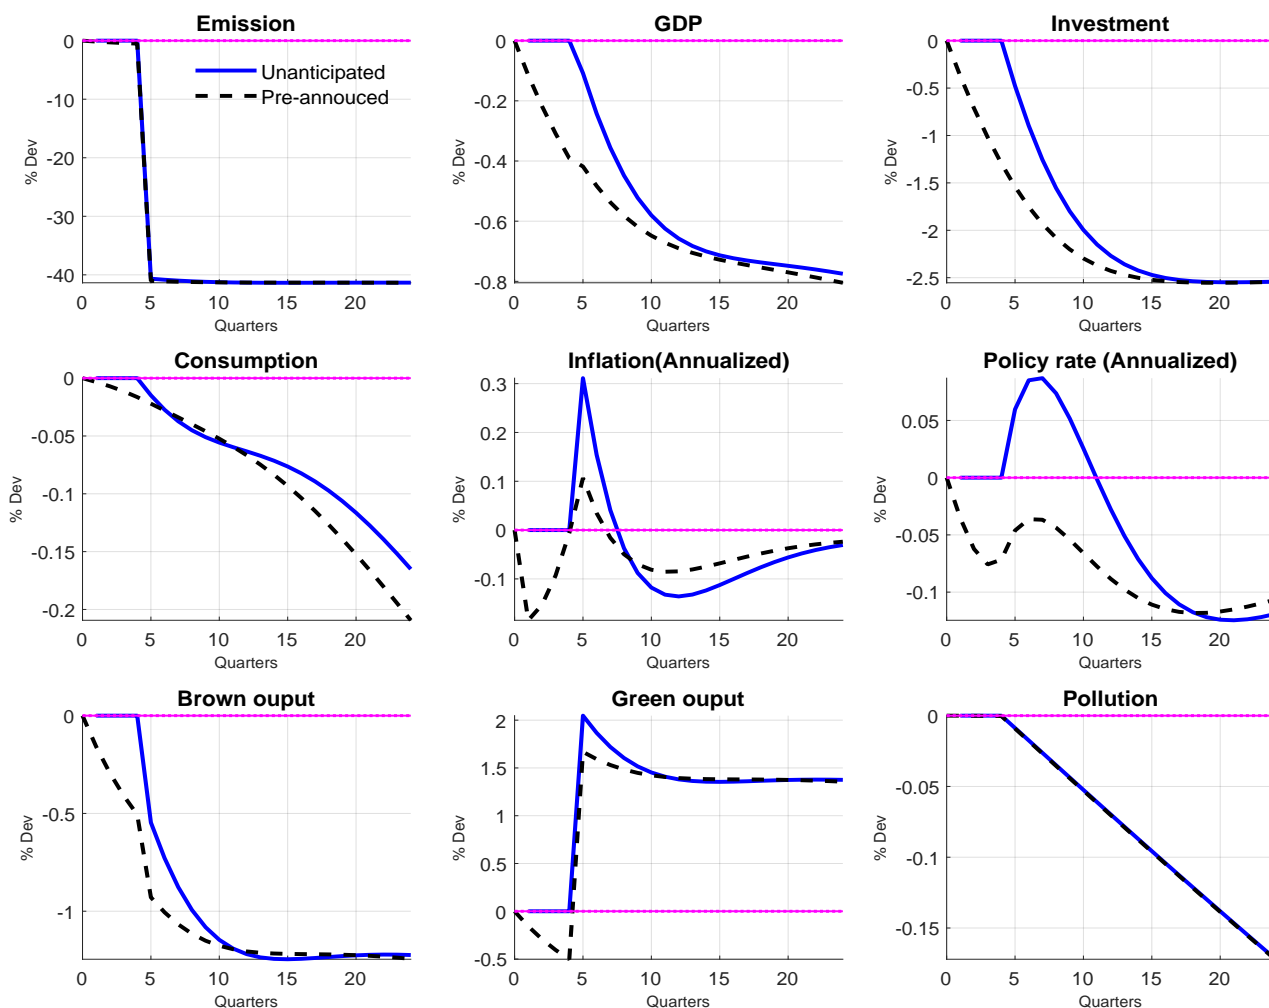 Emission
GDP
Investment
0
-10
-20
-30
-40
% Dev
0 5 10 15 20
Quarters
Unanticipated
Pre-annouced
0
-0.2
-0.4
-0.6
-0.8
% Dev
0 5 10 15 20
Quarters
0
-0.5
-1
-1.5
-2
-2.5
% Dev
0 5 10 15 20
Quarters
Consumption
Inflation(Annualized)
Policy rate (Annualized)
0
-0.05
-0.1
-0.15
-0.2
% Dev
0 5 10 15 20
Quarters
0.3
0.2
0.1
0
-0.1
% Dev
0 5 10 15 20
Quarters
0.05
0
-0.05
-0.1
% Dev
0 5 10 15 20
Quarters
Brown ouput
Green ouput
Pollution
0
-0.5
-1
% Dev
0 5 10 15 20
Quarters
2
1.5
1
0.5
0
-0.5
% Dev
0 5 10 15 20
Quarters
0
-0.05
-0.1
-0.15
% Dev
0 5 10 15 20
Quarters